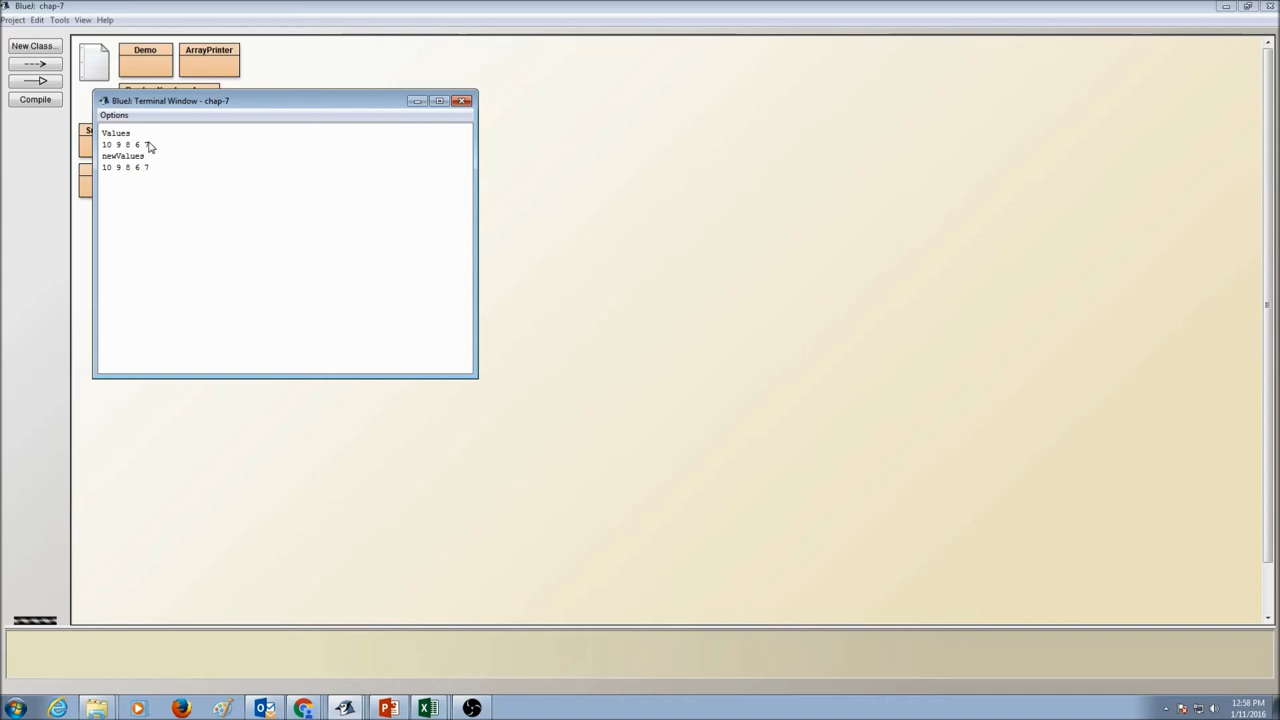 BlueJ: chap-7
Project Edit Tools View Help
New Class...
Compile
Demo
ArrayPrinter
BlueJ: Terminal Window - chap-7
Options
Values
10 9 8 6 7
newValues
10 9 8 6 7
12:58 PM
1/11/2016